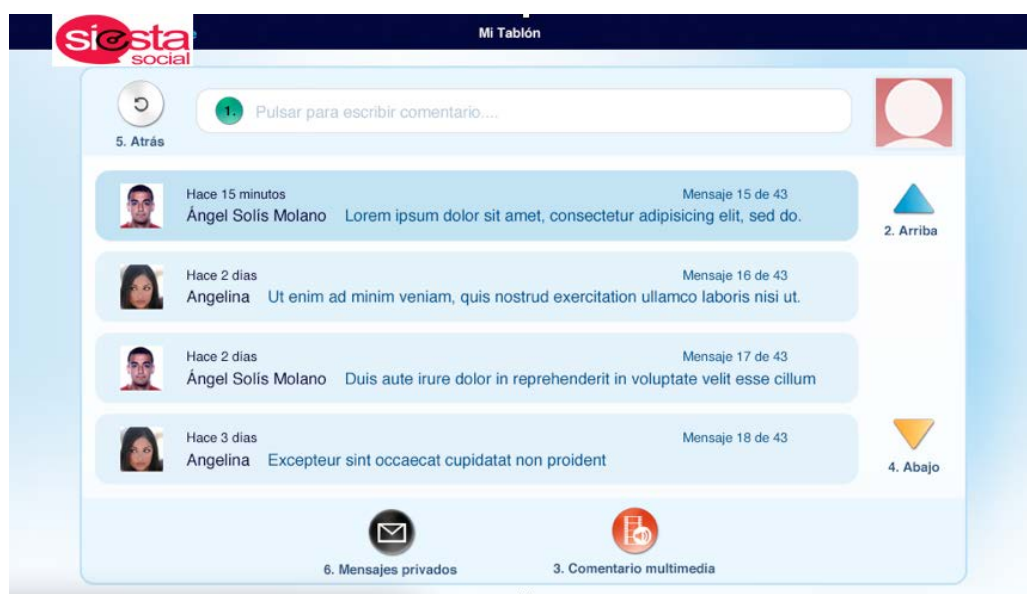 siesta
social
Mi Tablón
1. Pulsar para escribir comentario....
5. Atrás
Hace 15 minutos Mensaje 15 de 43
Ángel Solís Molano Lorem ipsum dolor sit amet, consectetur adipisicing elit, sed do.
2. Arriba
Hace 2 dias Mensaje 16 de 43
Angelina Ut enim ad minim veniam, quis nostrud exercitation ullamco laboris nisi ut.
Hace 2 dias Mensaje 17 de 43
Ángel Solís Molano Duis aute irure dolor in reprehenderit in voluptate velit esse cillum
Hace 3 dias Mensaje 18 de 43
Angelina Excepteur sint occaecat cupidatat non proident
4. Abajo
6. Mensajes privados 3. Comentario multimedia